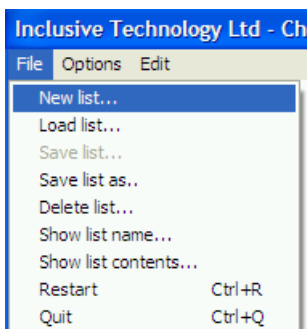 Inclusive Technology Ltd - Ch
File Options Edit
New list...
Load list...
Save list...
Save list as..
Delete list...
Show list name...
Show list contents...
Restart Ctrl+R
Quit Ctrl+Q